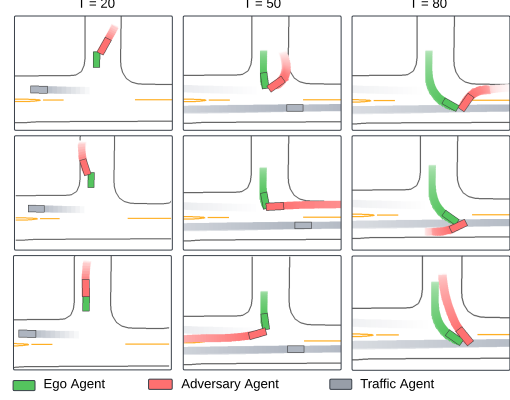 T = 20 T = 50 T = 80
Ego Agent Adversary Agent Traffic Agent